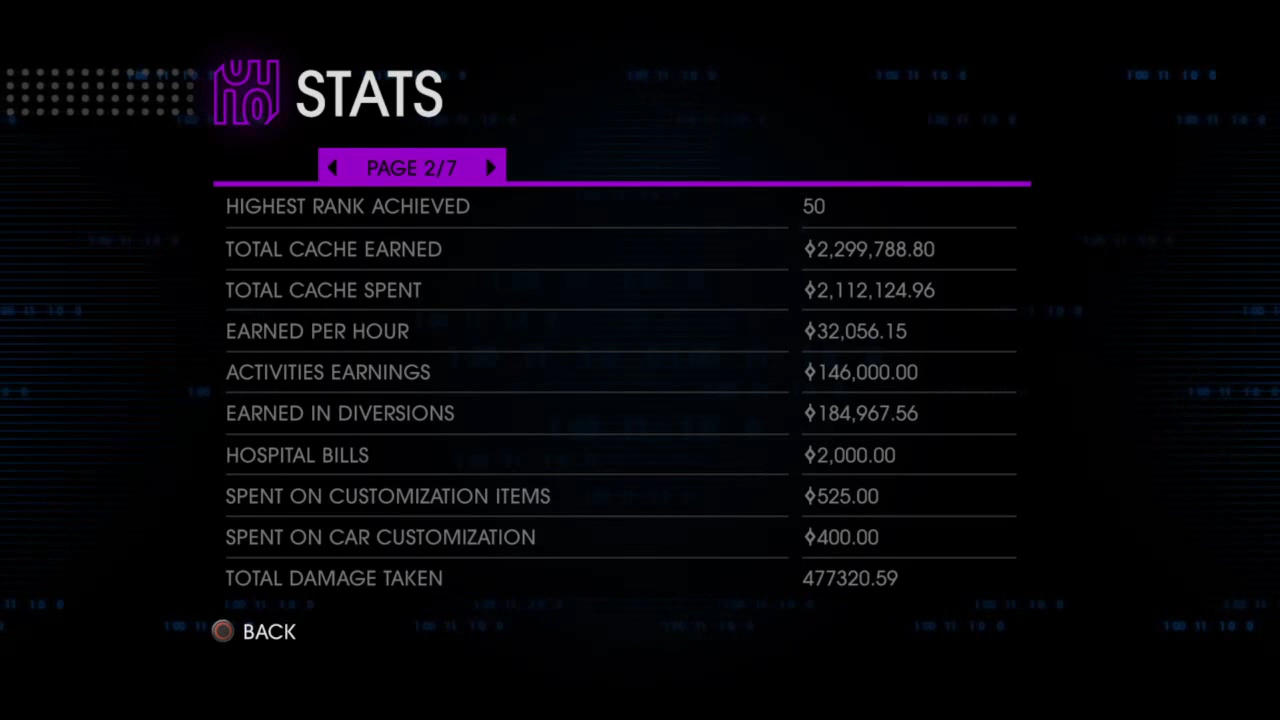 STATS
PAGE 2/7
HIGHEST RANK ACHIEVED 50
TOTAL CACHE EARNED 2,299,788.80
TOTAL CACHE SPENT 2,112,124.96
EARNED PER HOUR 32,056.15
ACTIVITIES EARNINGS 146,000.00
EARNED IN DIVERSIONS 184,967.56
HOSPITAL BILLS 2,000.00
SPENT ON CUSTOMIZATION ITEMS 525.00
SPENT ON CAR CUSTOMIZATION 400.00
TOTAL DAMAGE TAKEN 477320.59
BACK